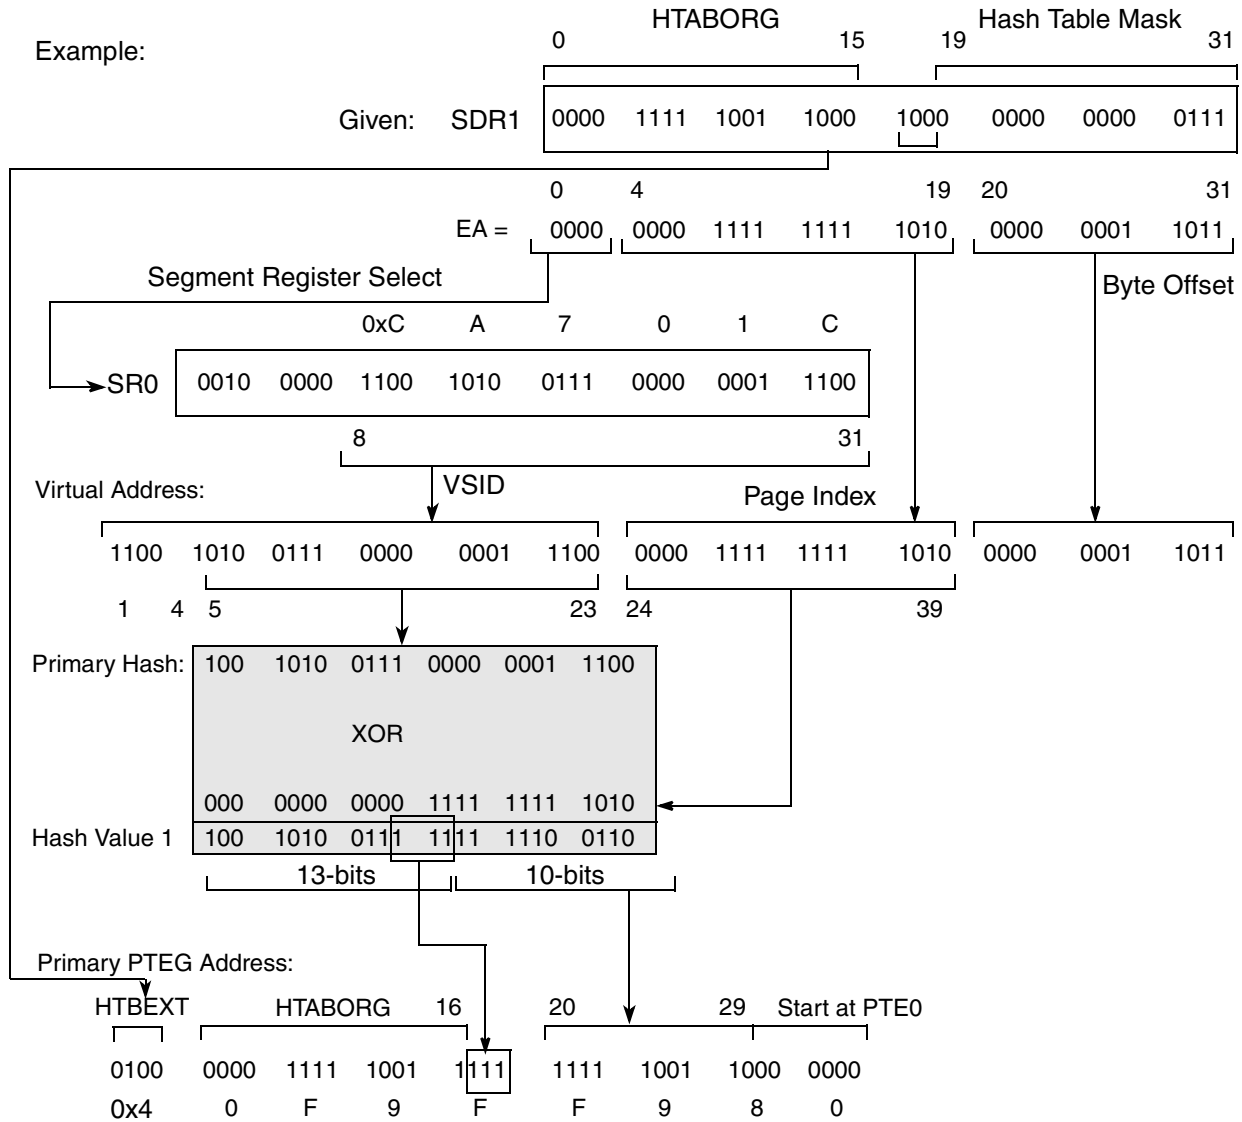 HTABORG Hash Table Mask
Example: 0 15 19 31
Given: SDR1 0000 1111 1001 1000 1000 0000 0000 0111
0 4 19 20 31
EA = 0000 0000 1111 1111 1010 0000 0001 1011
Segment Register Select Byte Offset
0xC A 7 0 1 C
SR0 0010 0000 1100 1010 0111 0000 0001 1100
8 31
Virtual Address: VSID Page Index
1100 1010 0111 0000 0001 1100 0000 1111 1111 1010 0000 0001 1011
1 4 5 23 24 39
Primary Hash: 100 1010 0111 0000 0001 1100
XOR
000 0000 0000 1111 1111 1010
Hash Value 1 100 1010 0111 1111 1110 0110
13-bits 10-bits
Primary PTEG Address:
HTBEXT HTABORG 16 20 29 Start at PTE0
0100 0000 1111 1001 1111 1111 1001 1000 0000
0x4 0 F 9 F F 9 8 0